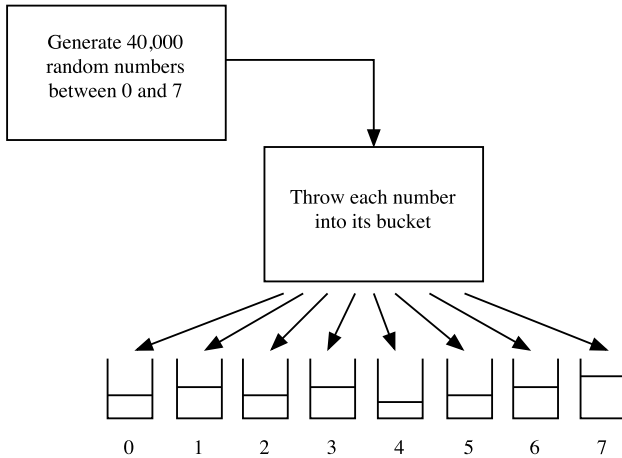 Generate 40,000
random numbers
between 0 and 7
Throw each number
into its bucket
0 1 2 3 4 5 6 7